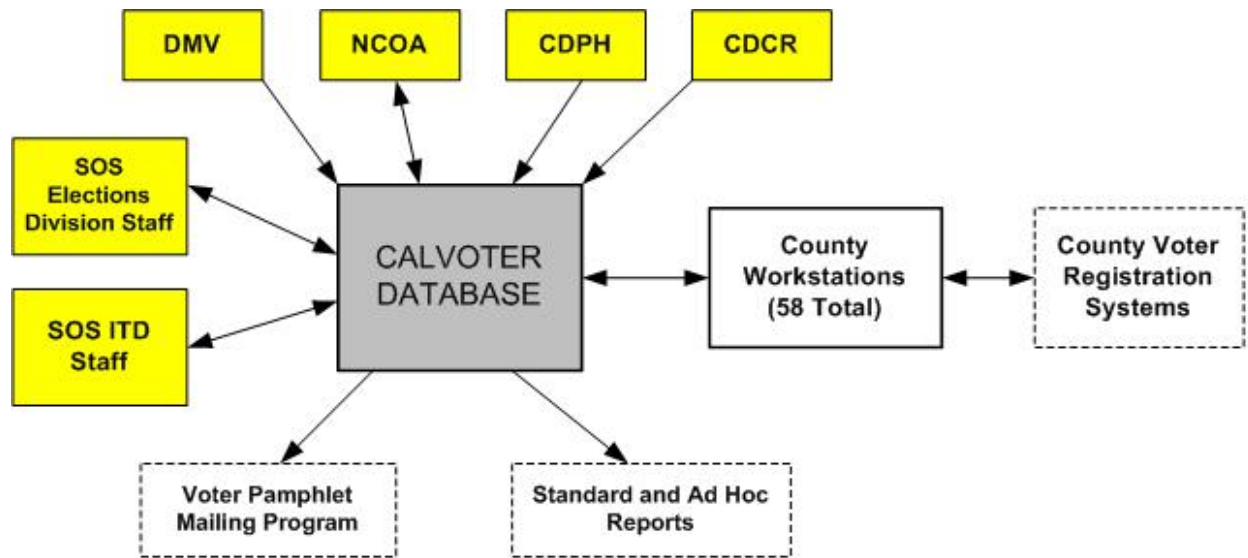 DMV
NCOA
CDPH
CDCR
SOS
Elections
Division Staff
SOS ITD
Staff
CALVOTER
DATABASE
County
Workstations
(58 Total)
County Voter
Registration
Systems
Voter Pamphlet
Mailing Program
Standard and Ad Hoc
Reports